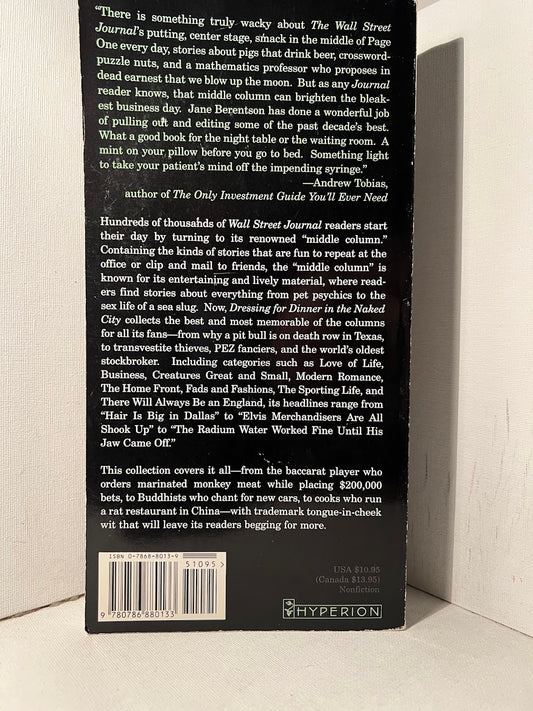 “There is something truly wacky about The Wall Street
Journal’s putting, center stage, smack in the middle of Page
One every day, stories about pigs that drink beer, crossword-
puzzle nuts, and a mathematics professor who proposes in
dead earnest that we blow up the moon. But as any Journal
reader knows, that middle column can brighten the bleak-
est business day. Jane Berentson has done a wonderful job
of pulling out and editing some of the past decade’s best.
What a good book for the night table or the waiting room. A
mint on your pillow before you go to bed. Something light
to take your patient’s mind off the impending syringe.”
—Andrew Tobias,
author of The Only Investment Guide You’ll Ever Need
Hundreds of thousands of Wall Street Journal readers start
their day by turning to its renowned “middle column.”
Containing the kinds of stories that are fun to repeat at the
office or clip and mail to friends, the “middle column” is
known for its entertaining and lively material, where read-
ers find stories about everything from pet psychics to the
sex life of a sea slug. Now, Dressing for Dinner in the Naked
City collects the best and most memorable of the columns
for all its fans—from why a pit bull is on death row in Texas,
to transvestite thieves, PEZ fanciers, and the world’s oldest
stockbroker. Including categories such as Love of Life,
Business, Creatures Great and Small, Modern Romance,
The Home Front, Fads and Fashions, The Sporting Life, and
There Will Always Be an England, its headlines range from
“Hair Is Big in Dallas” to “Elvis Merchandisers Are All
Shook Up” to “The Radium Water Worked Fine Until His
Jaw Came Off.”
This collection covers it all—from the baccarat player who
orders marinated monkey meat while placing $200,000
bets, to Buddhists who chant for new cars, to cooks who run
a rat restaurant in China—with trademark tongue-in-cheek
wit that will leave its readers begging for more.
ISBN 0-7868-8013-9
51095>
9 780786 880133
USA $10.95
(Canada $13.95)
Nonfiction
HYPERION